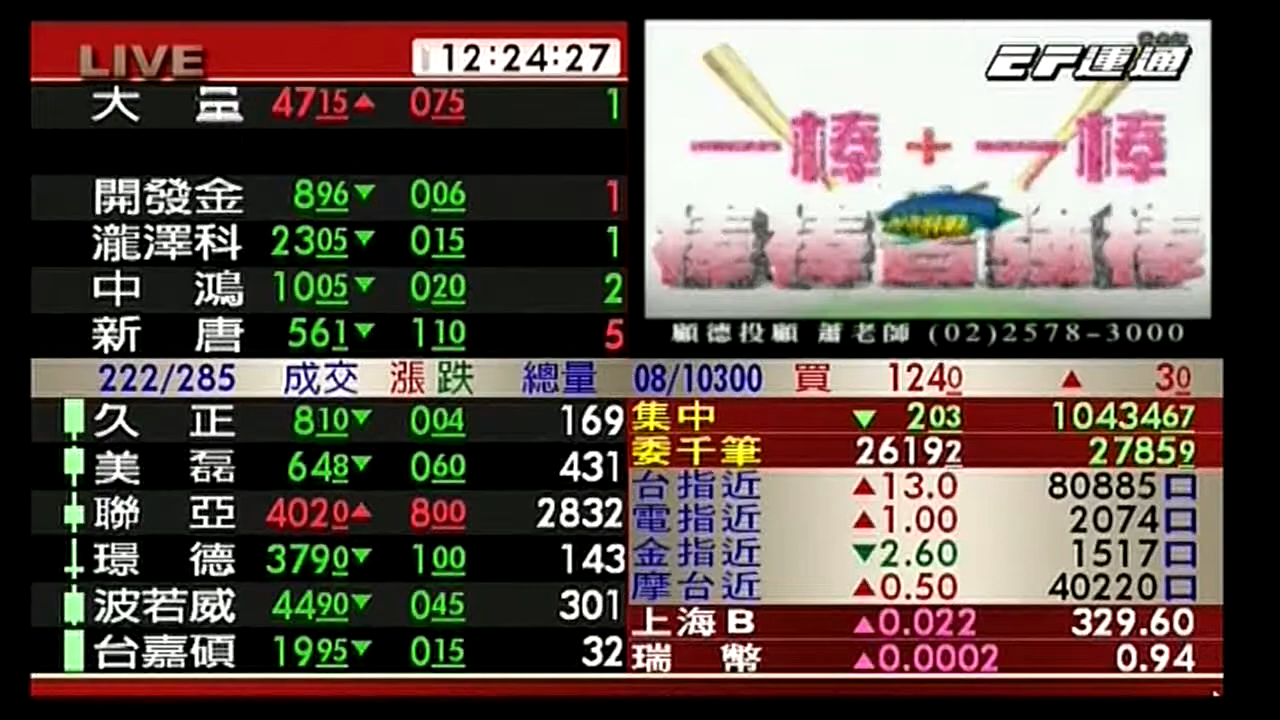 LIVE 12:24:27
大 量 4715▲ 075 1
開發金 896▼ 006 1
瀧澤科 2305▼ 015 1
中 鴻 1005▼ 020 2
新 唐 561▼ 110 5
222/285 成交 漲跌 總量
久 正 810▼ 004 169
美 磊 648▼ 060 431
聯 亞 4020▲ 800 2832
璟 德 3790▼ 100 143
波若威 4490▼ 045 301
台嘉碩 1995▼ 015 32
運通
一棒 + 一棒
顧德投顧 蕭老師 (02)2578-3000
08/10300 買 1240 ▲ 30
集中 ▼ 203 1043467
委千筆 26192 27859
台指近 ▲13.0 80885口
電指近 ▲1.00 2074口
金指近 ▼2.60 1517口
摩台近 ▲0.50 40220口
上海B ▲0.022 329.60
瑞 幣 ▲0.0002 0.94